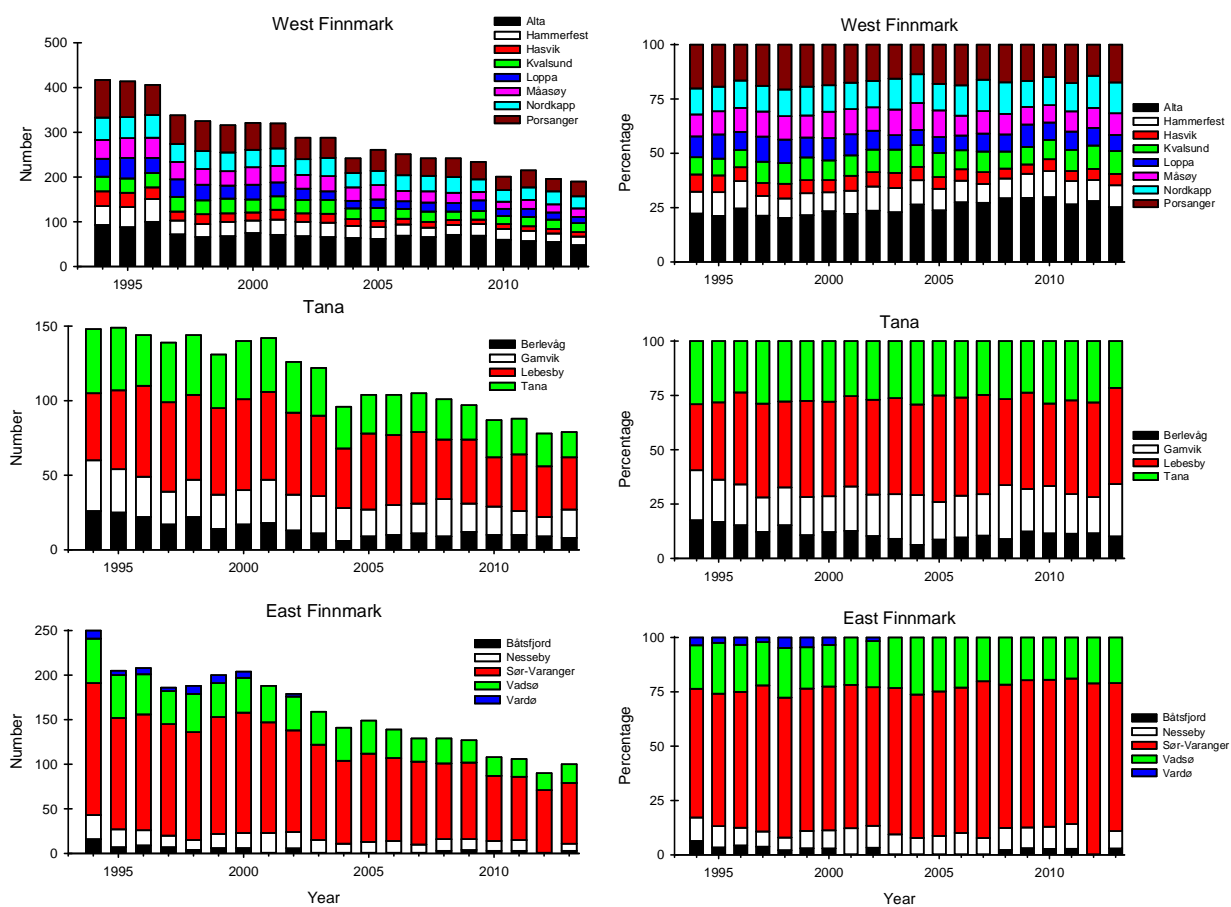 West Finnmark
Number
500
400
300
200
100
0
1995
2000
2005
2010
Alta
Hammerfest
Hasvik
Kvalsund
Loppa
Måasøy
Nordkapp
Porsanger
West Finnmark
Percentage
100
75
50
25
0
1995
2000
2005
2010
Alta
Hammerfest
Hasvik
Kvalsund
Loppa
Måsøy
Nordkapp
Porsanger
Tana
Number
150
100
50
0
1995
2000
2005
2010
Berlevåg
Gamvik
Lebesby
Tana
Tana
Percentage
100
75
50
25
0
1995
2000
2005
2010
Berlevåg
Gamvik
Lebesby
Tana
East Finnmark
Number
250
200
150
100
50
0
1995
2000
2005
2010
Year
Båtsfjord
Nesseby
Sør-Varanger
Vadsø
Vardø
East Finnmark
Percentage
100
75
50
25
0
1995
2000
2005
2010
Year
Båtsfjord
Nesseby
Sør-Varanger
Vadsø
Vardø